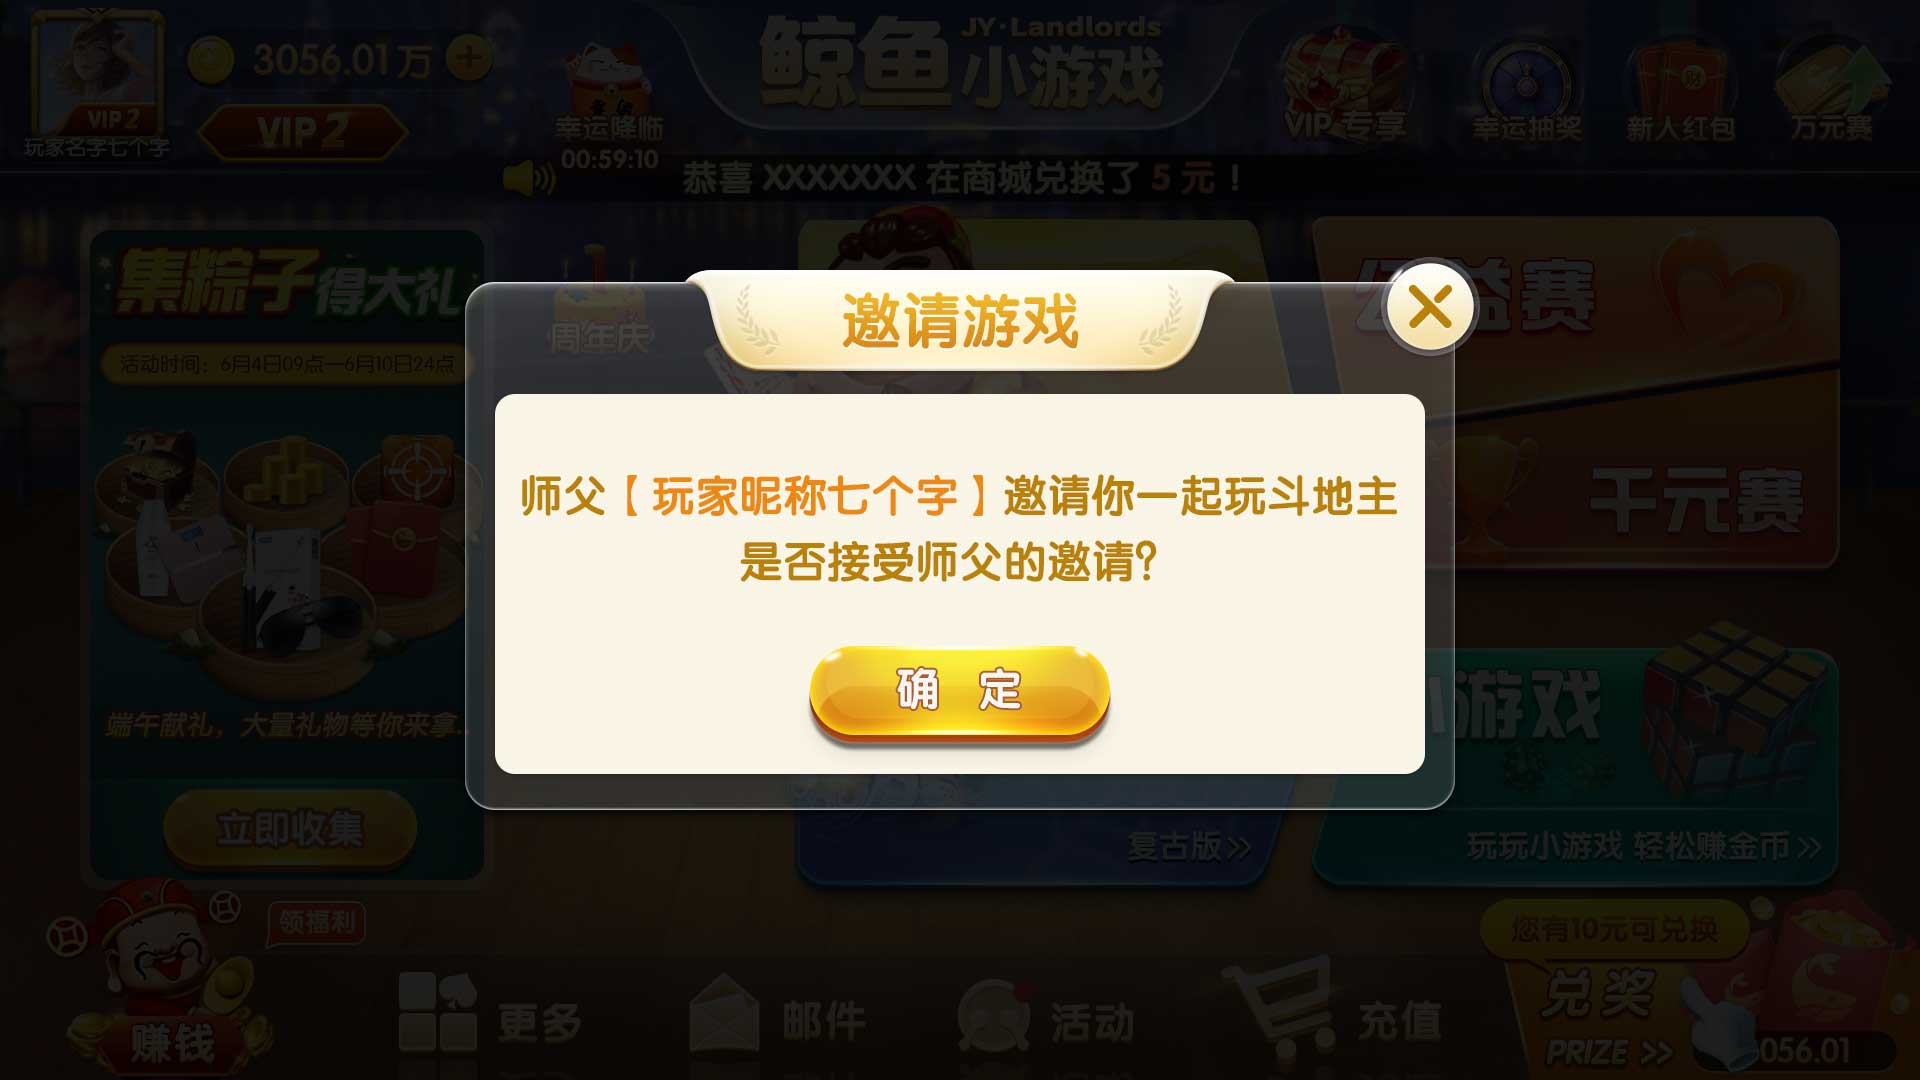 3056.01万
VIP 2
VIP 2
玩家名字七个字
幸运降临
00:59:10
鲸鱼
JY·Landlords
小游戏
VIP 专享
幸运抽奖
新人红包
财
万元赛
恭喜 XXXXXXX 在商城兑换了 5 元！
集粽子得大礼
活动时间：6月4日09点—6月10日24点
周年庆
公益赛
千元赛
邀请游戏
师父【玩家昵称七个字】邀请你一起玩斗地主
是否接受师父的邀请?
确 定
端午献礼，大量礼物等你来拿..
立即收集
复古版>>
小游戏
玩玩小游戏 轻松赚金币>>
领福利
赚钱
更多
邮件
活动
充值
您有10元可兑换
兑奖
PRIZE >>
056.01